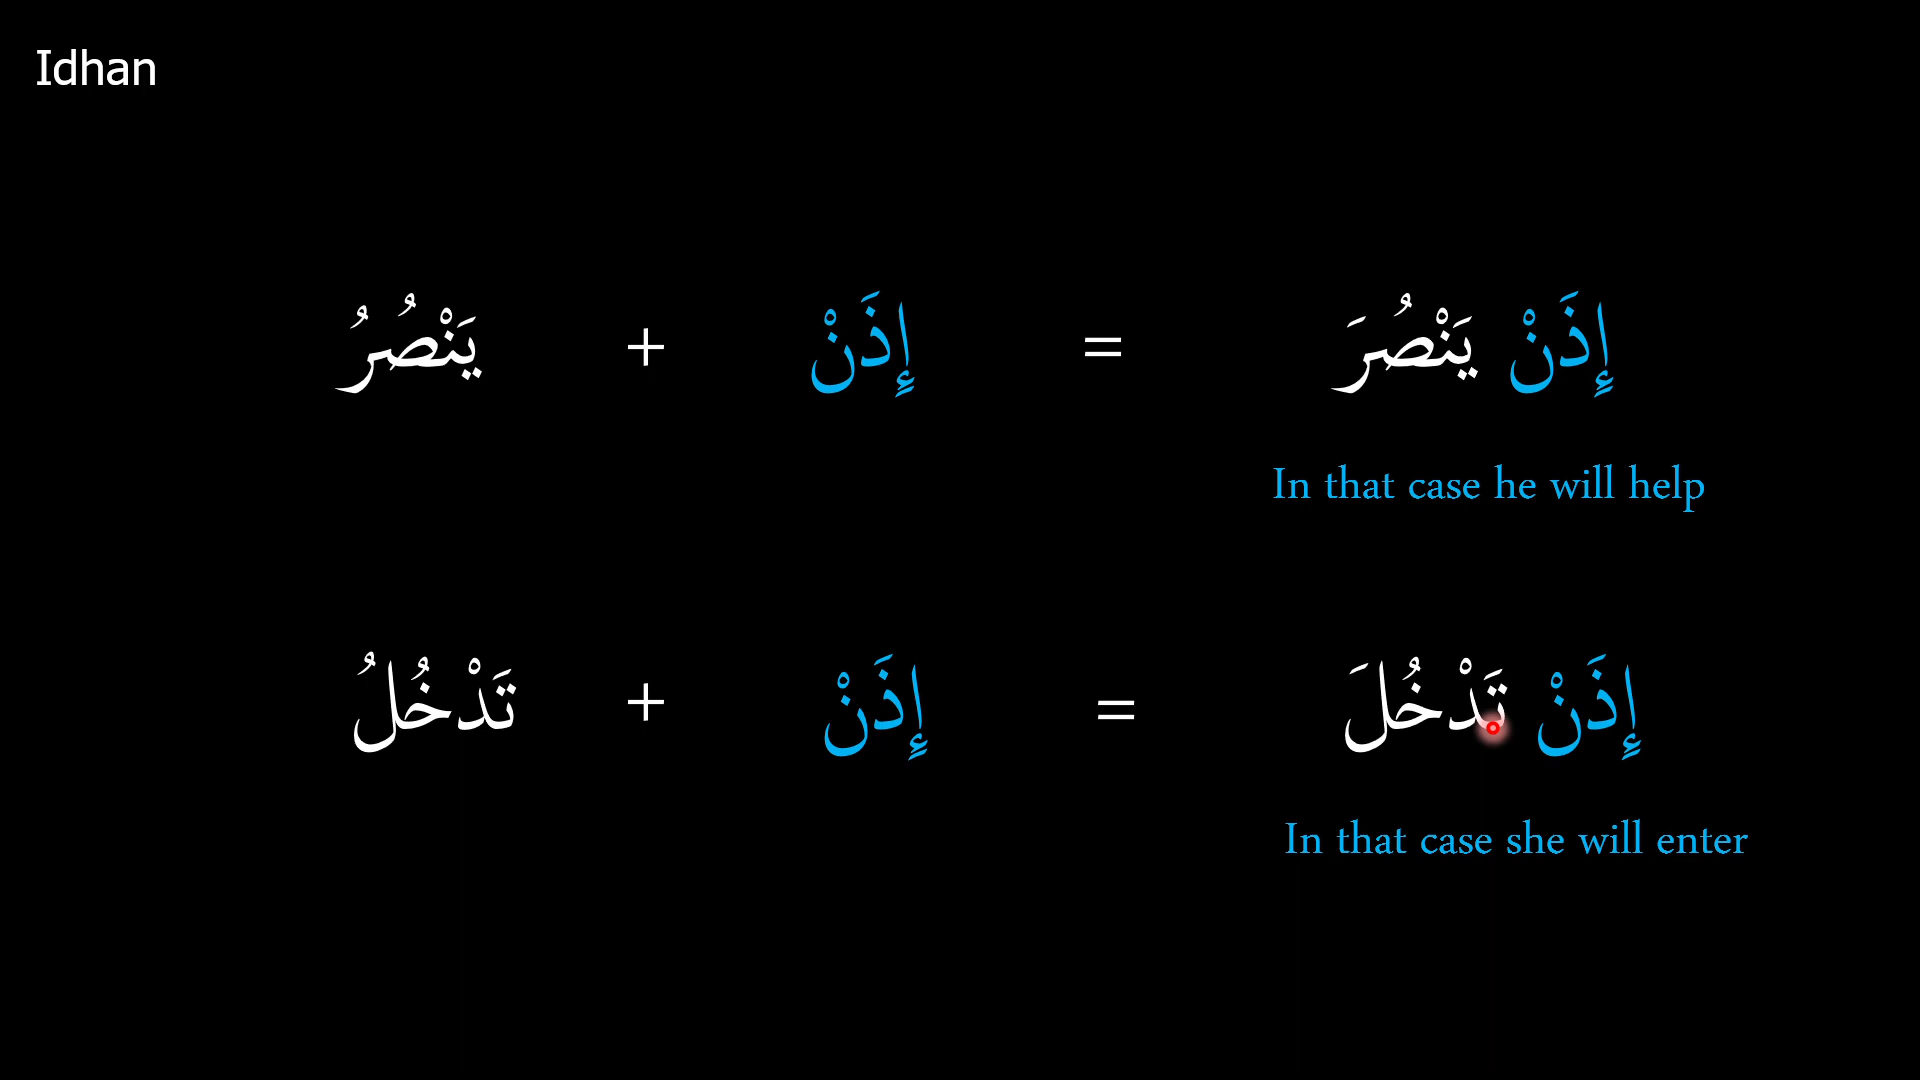 Idhan
يَنْصُرُ + إِذَنْ = إِذَنْ يَنْصُرَ
In that case he will help
تَدْخُلُ + إِذَنْ = إِذَنْ تَدْخُلَ
In that case she will enter